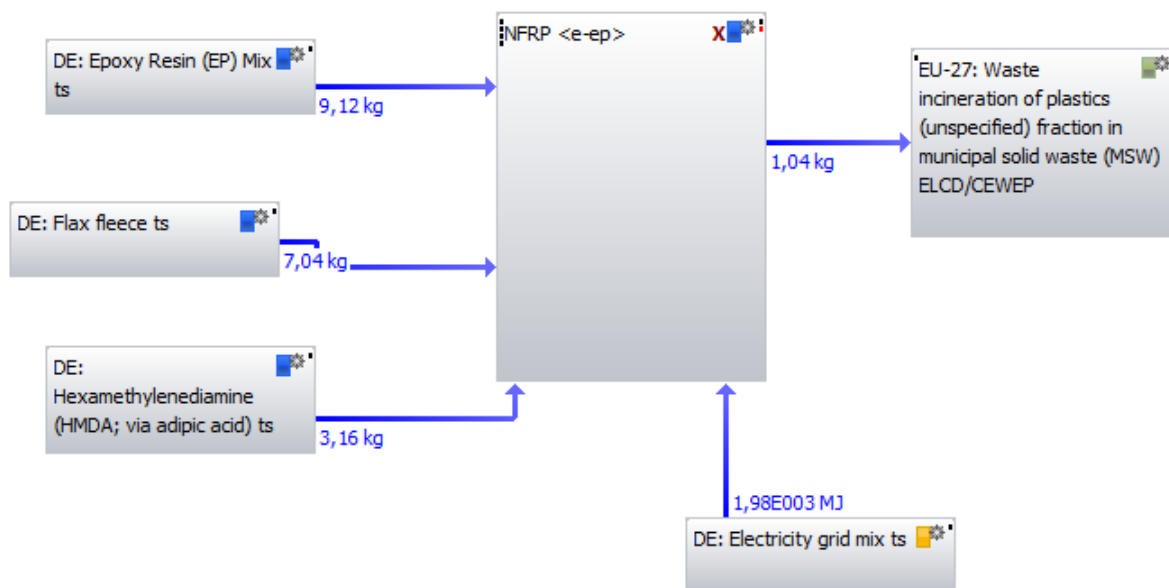 DE: Epoxy Resin (EP) Mix
ts
9,12 kg
DE: Flax fleece ts
7,04 kg
DE:
Hexamethylenediamine
(HMDA; via adipic acid) ts
3,16 kg
NFRP <e-ep>
X
1,04 kg
EU-27: Waste
incineration of plastics
(unspecified) fraction in
municipal solid waste (MSW)
ELCD/CEWEP
1,98E003 MJ
DE: Electricity grid mix ts